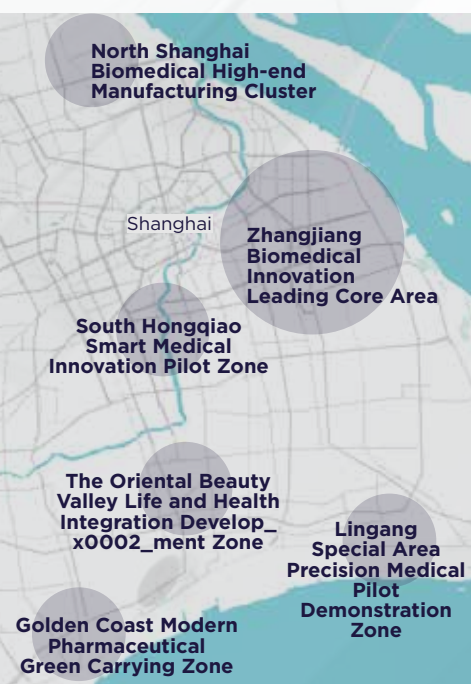 North Shanghai
Biomedical High-end
Manufacturing Cluster
Shanghai
Zhangjiang
Biomedical
Innovation
Leading Core Area
South Hongqiao
Smart Medical
Innovation Pilot Zone
The Oriental Beauty
Valley Life and Health
Integration Develop_
x0002_ment Zone
Lingang
Special Area
Precision Medical
Pilot
Demonstration
Zone
Golden Coast Modern
Pharmaceutical
Green Carrying Zone